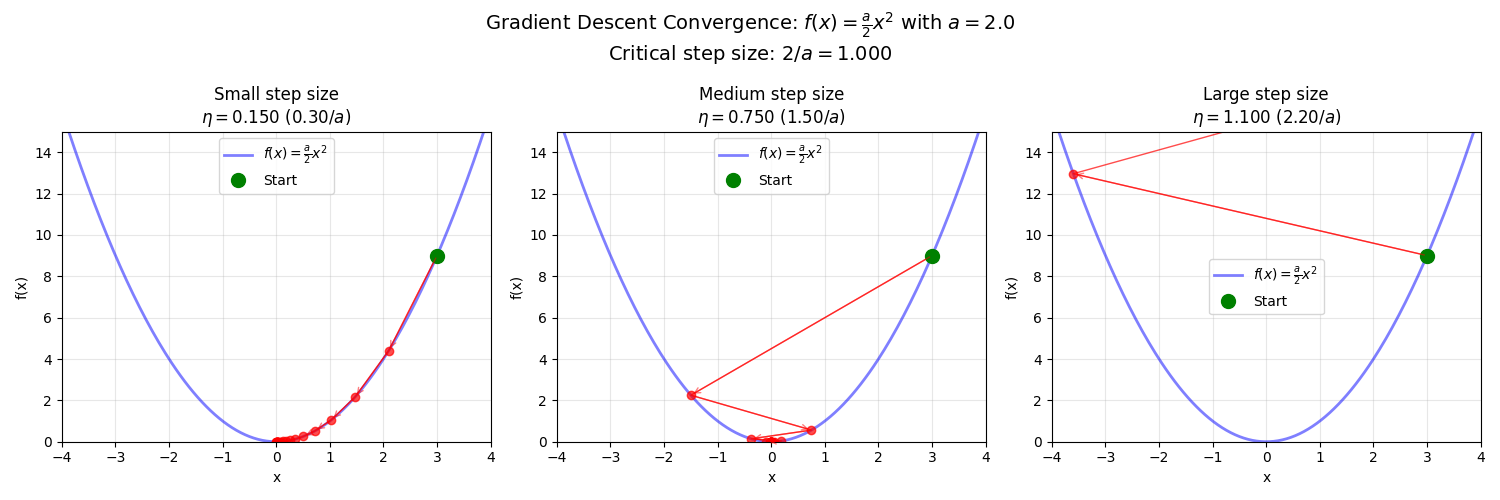 Gradient Descent Convergence: f(x) = a/2 x² with a = 2.0
Critical step size: 2/a = 1.000
Small step size
η = 0.150 (0.30/a)
f(x) = a/2 x²
Start
14
12
10
8
6
4
2
0
f(x)
−4 −3 −2 −1 0 1 2 3 4
x
Medium step size
η = 0.750 (1.50/a)
f(x) = a/2 x²
Start
14
12
10
8
6
4
2
0
f(x)
−4 −3 −2 −1 0 1 2 3 4
x
Large step size
η = 1.100 (2.20/a)
f(x) = a/2 x²
Start
14
12
10
8
6
4
2
0
f(x)
−4 −3 −2 −1 0 1 2 3 4
x